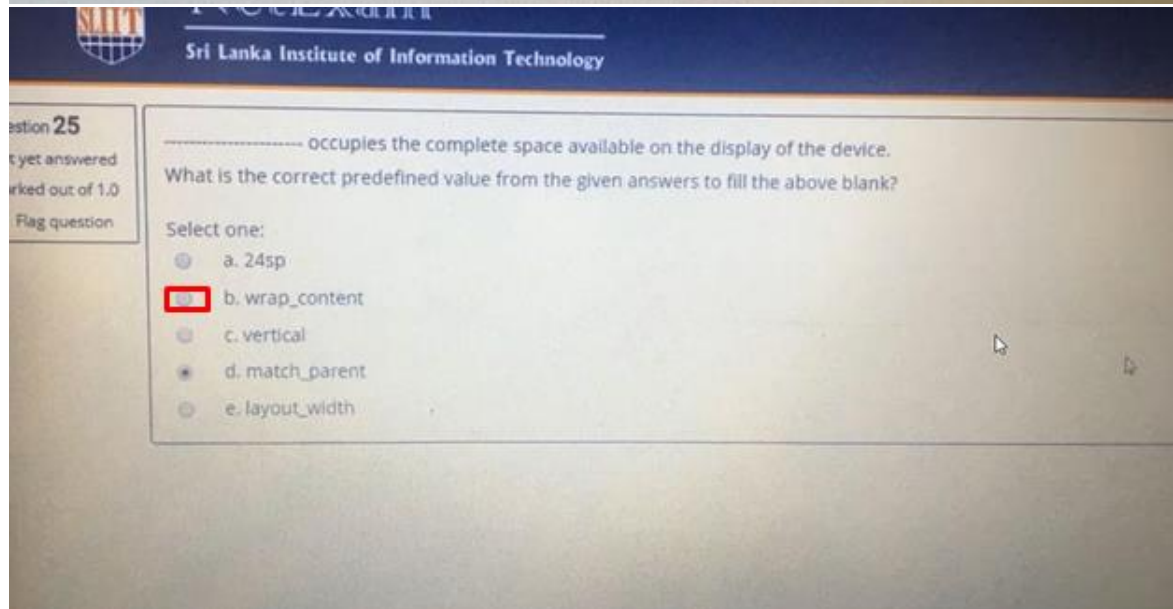 SLIIT
Sri Lanka Institute of Information Technology
estion 25
t yet answered
rked out of 1.0
Flag question
---------------------- occupies the complete space available on the display of the device.
What is the correct predefined value from the given answers to fill the above blank?
Select one:
a. 24sp
b. wrap_content
c. vertical
d. match_parent
e. layout_width